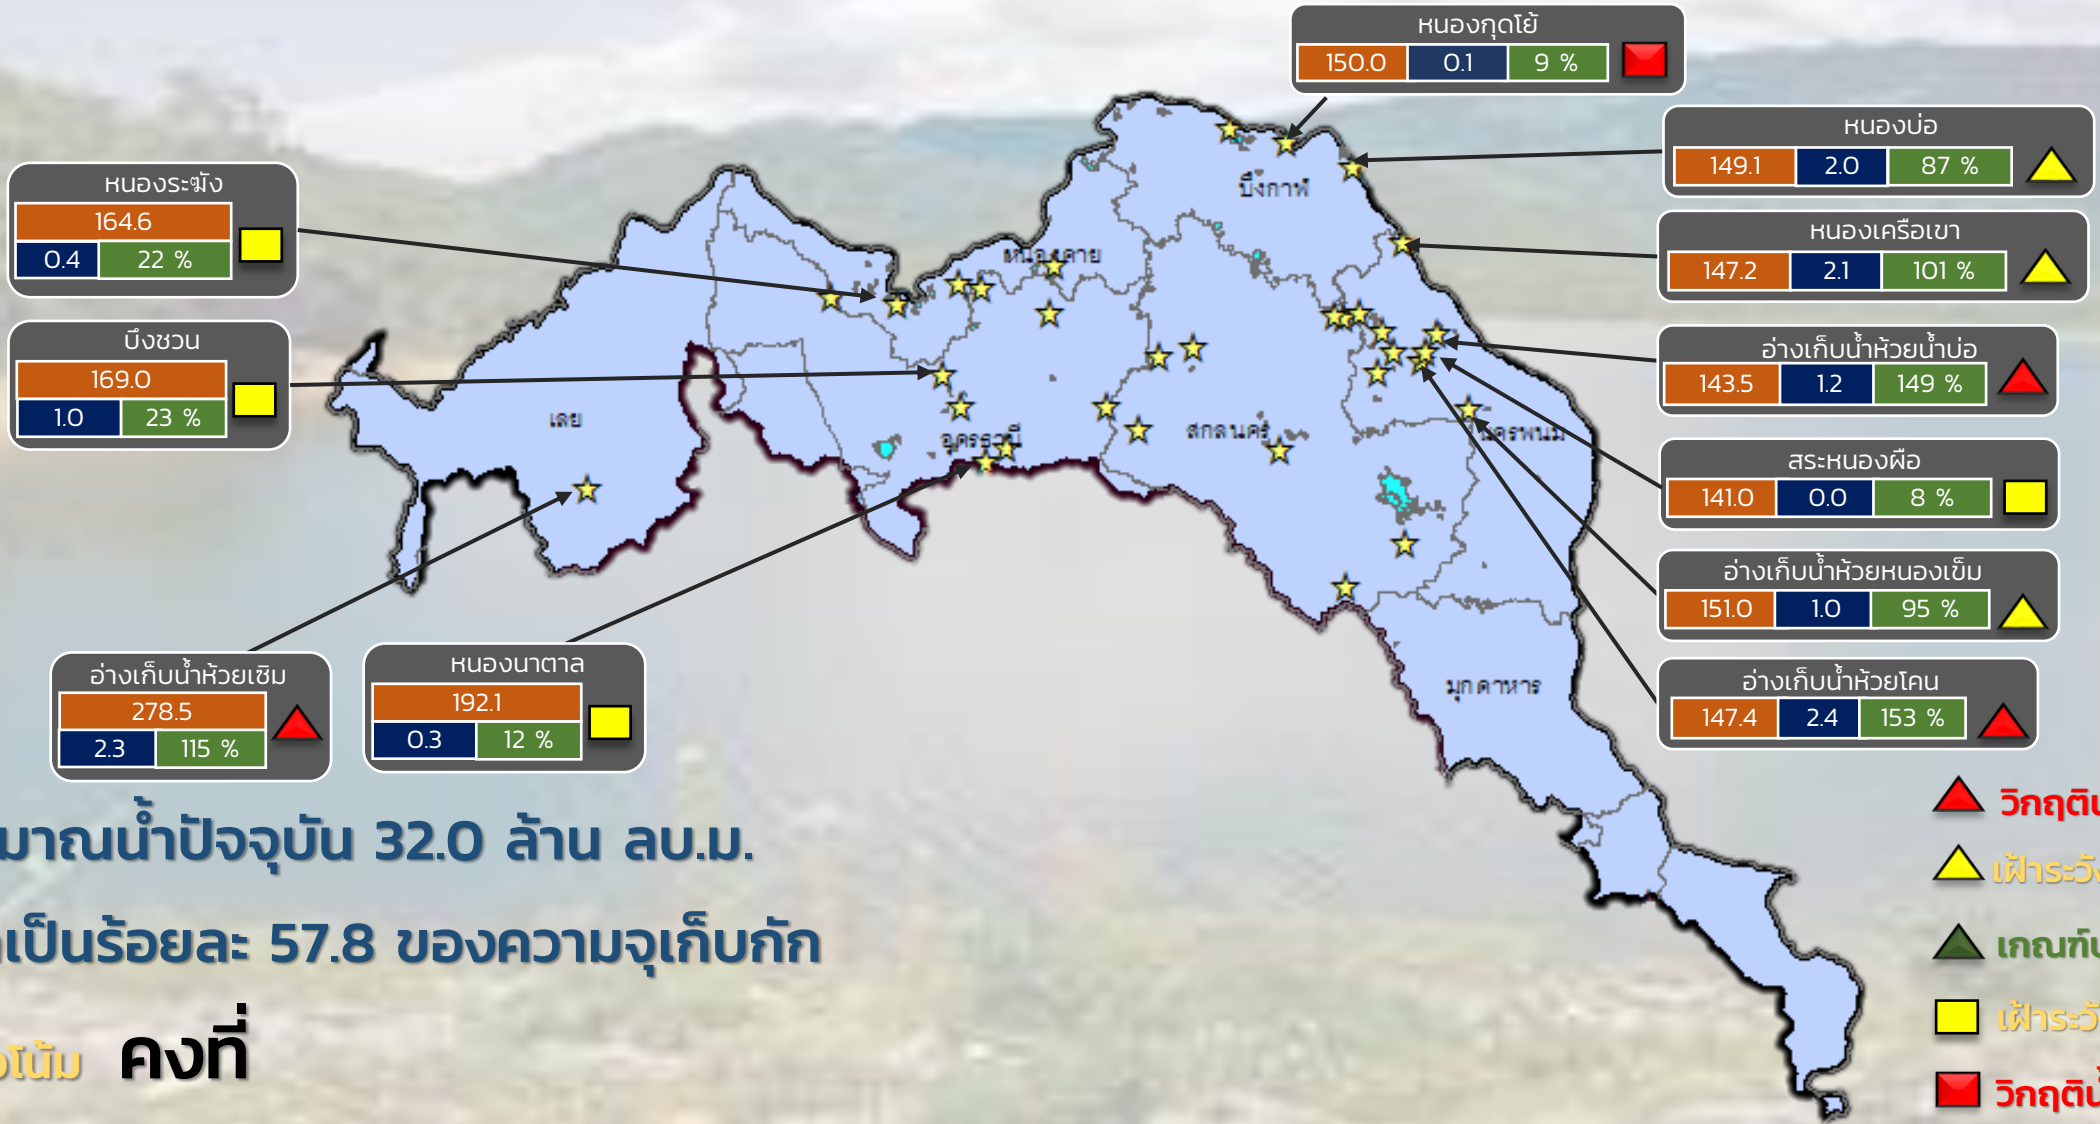 หนองกุดโย้
150.0 0.1 9 %
หนองบ่อ
149.1 2.0 87 %
หนองระฆัง
164.6
0.4 22 %
หนองเครือเขา
147.2 2.1 101 %
บึงชวน
169.0
1.0 23 %
อ่างเก็บน้ำห้วยน้ำบ่อ
143.5 1.2 149 %
สระหนองผือ
141.0 0.0 8 %
อ่างเก็บน้ำห้วยหนองเข็ม
151.0 1.0 95 %
อ่างเก็บน้ำห้วยโคน
147.4 2.4 153 %
อ่างเก็บน้ำห้วยเซิม
278.5
2.3 115 %
หนองนาตาล
192.1
0.3 12 %
บึงกาฬ
หนองคาย
เลย
อุดรธานี
สกลนคร
นครพนม
มุกดาหาร
มาณน้ำปัจจุบัน 32.0 ล้าน ลบ.ม.
เป็นร้อยละ 57.8 ของความจุเก็บกัก
โน้ม คงที่
วิกฤติ
เฝ้าระวัง
เกณฑ์
เฝ้าระวั
วิกฤติ